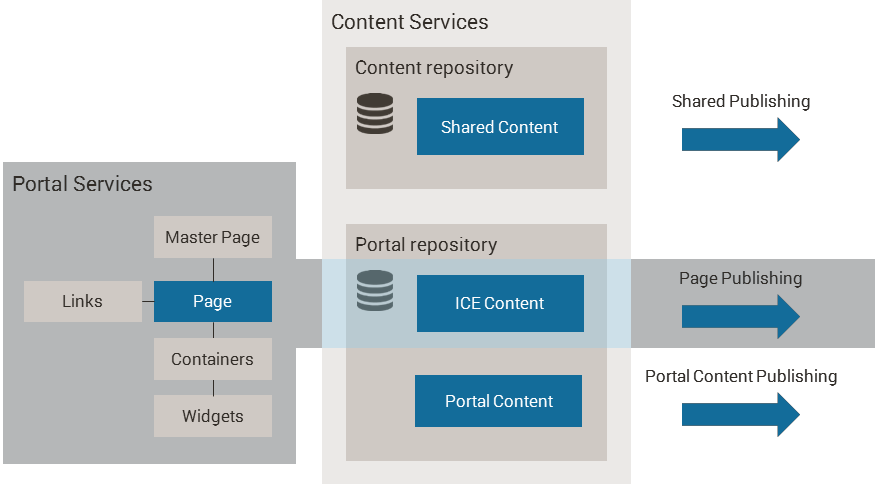 Content Services
Content repository
Shared Content
Shared Publishing
Portal Services
Master Page
Links
Page
Containers
Widgets
Portal repository
ICE Content
Page Publishing
Portal Content
Portal Content Publishing